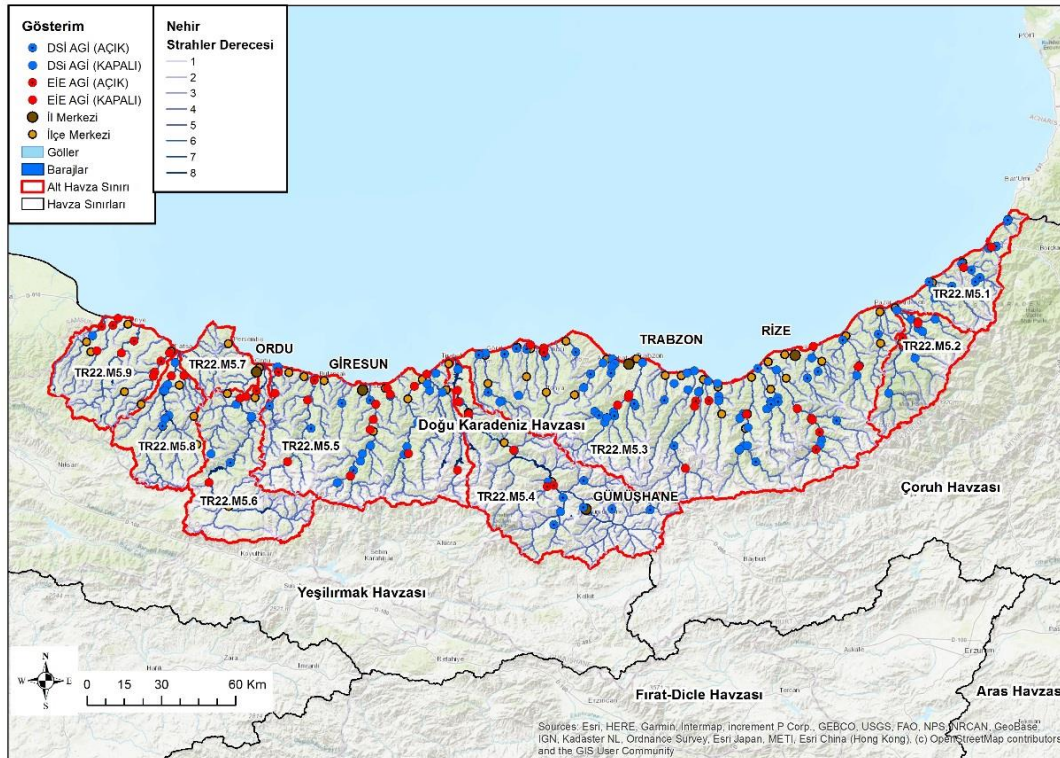 Gösterim
DSİ AGİ (AÇIK)
DSİ AGİ (KAPALI)
EİE AGİ (AÇIK)
EİE AGİ (KAPALI)
İl Merkezi
İlçe Merkezi
Göller
Barajlar
Alt Havza Sınırı
Havza Sınırları
Nehir
Strahler Derecesi
1
2
3
4
5
6
7
8
TR22.M5.1
TR22.M5.2
RİZE
TRABZON
ORDU
TR22.M5.7
GİRESUN
TR22.M5.9
Doğu Karadeniz Havzası
TR22.M5.8
TR22.M5.5
TR22.M5.3
TR22.M5.6
TR22.M5.4
GÜMÜŞHANE
Çoruh Havzası
Yeşilırmak Havzası
Fırat-Dicle Havzası
Aras Havzas
N
W
E
S
0 15 30 60 Km
Bayburt
Kelkit
Zara
Erzincan
Tercan
Sources: Esri, HERE, Garmin, Intermap, increment P Corp., GEBCO, USGS, FAO, NPS, NRCAN, GeoBase,
IGN, Kadaster NL, Ordnance Survey, Esri Japan, METI, Esri China (Hong Kong), (c) OpenStreetMap contributors,
and the GIS User Community